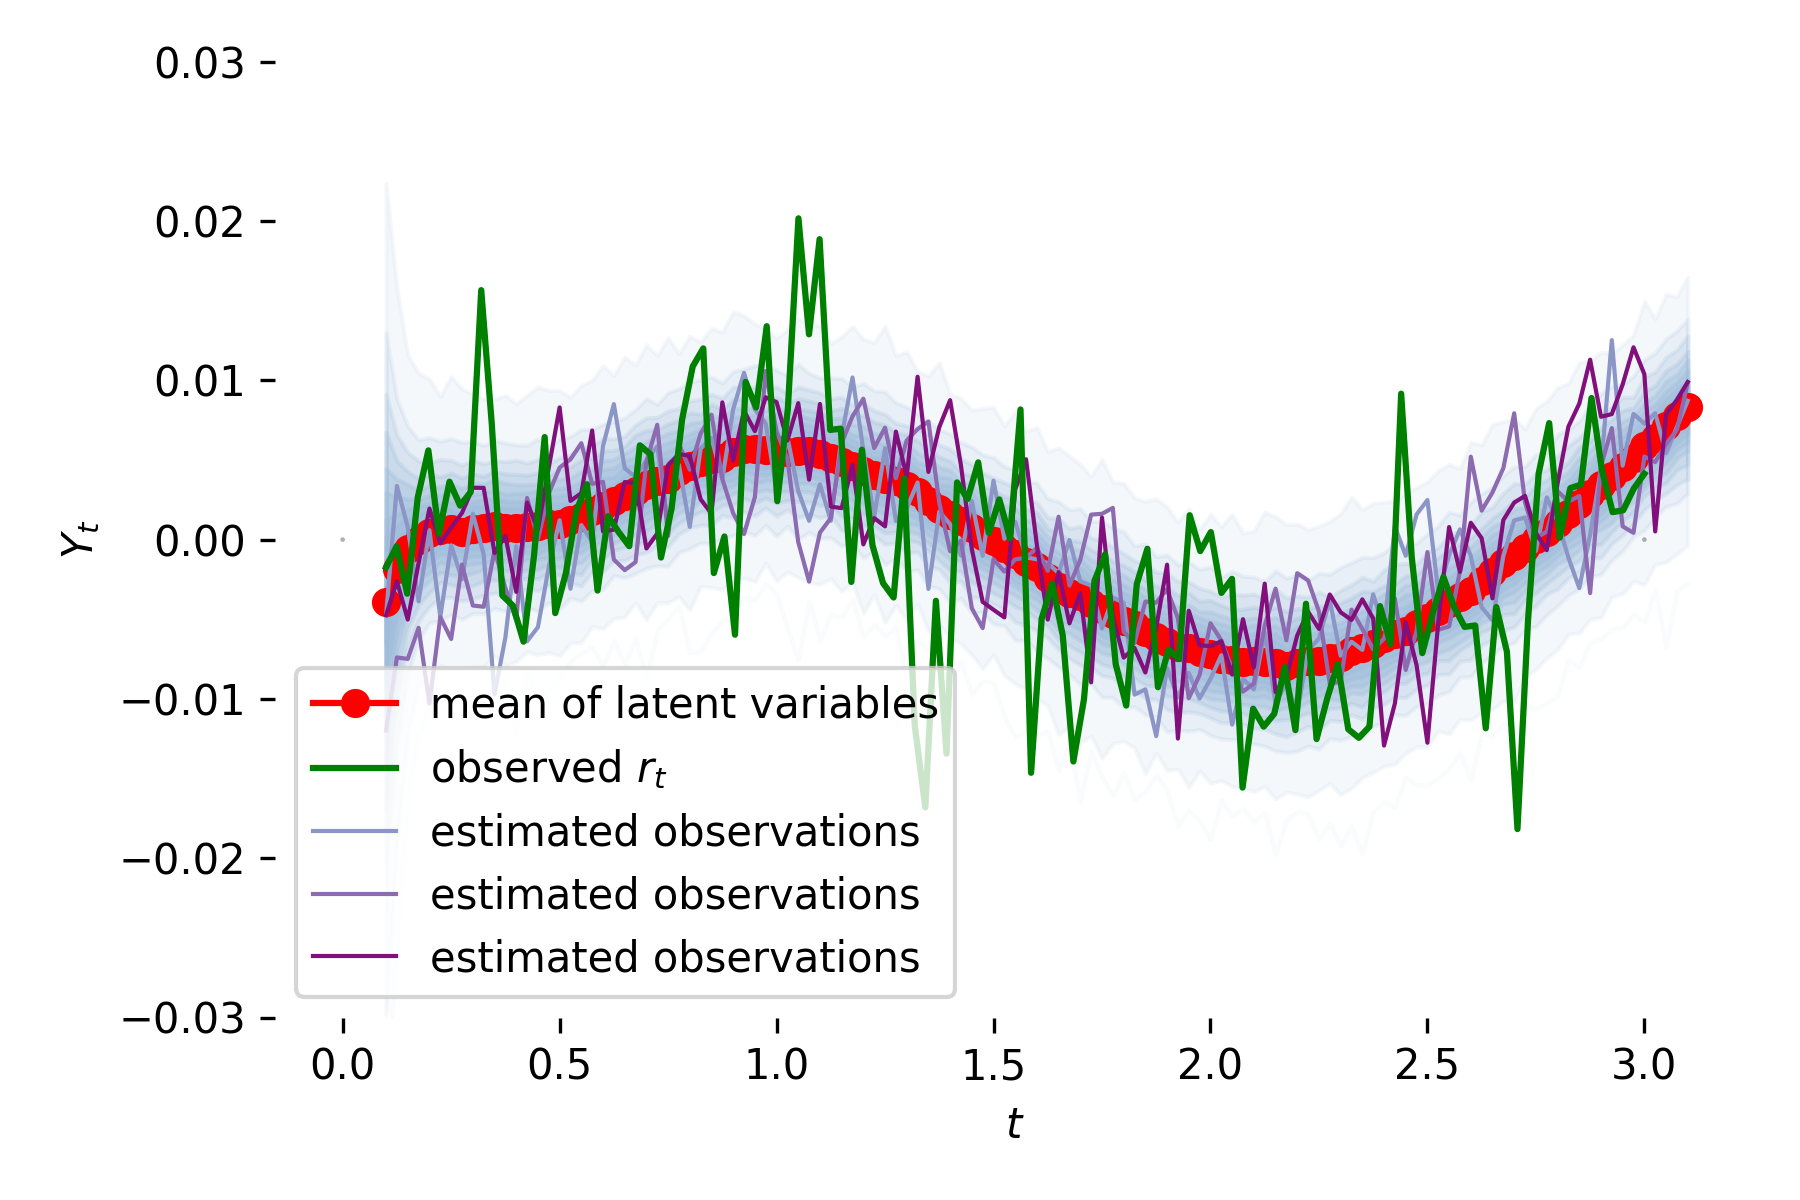 0.03
0.02
0.01
0.00
−0.01
−0.02
−0.03
Y_t
mean of latent variables
observed r_t
estimated observations
estimated observations
estimated observations
0.0 0.5 1.0 1.5 2.0 2.5 3.0
t